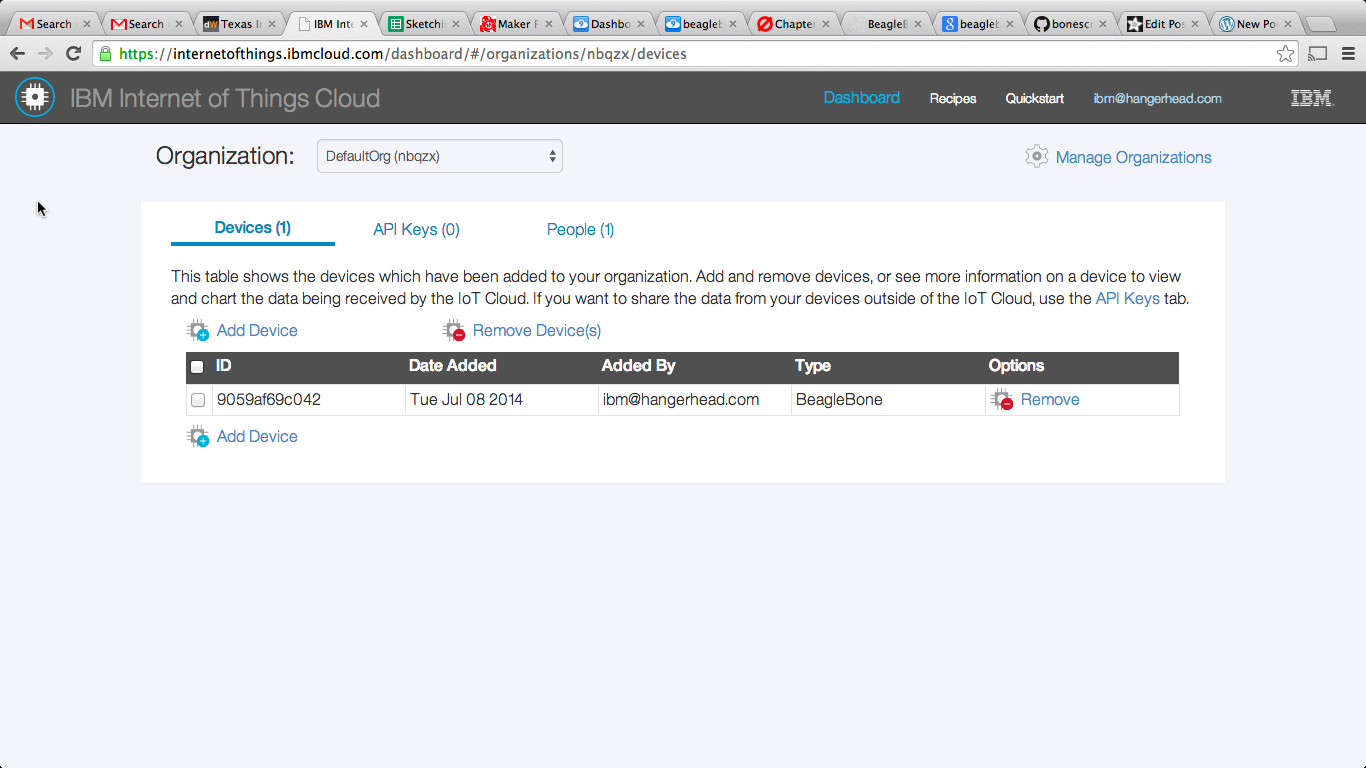 Search Search Texas I IBM Inte Sketchi Maker F Dashbo beagleb Chapter BeagleB beagleb bonescr Edit Pos New Po
https://internetofthings.ibmcloud.com/dashboard/#/organizations/nbqzx/devices
IBM Internet of Things Cloud Dashboard Recipes Quickstart ibm@hangerhead.com IBM
Organization: DefaultOrg (nbqzx) Manage Organizations
Devices (1) API Keys (0) People (1)
This table shows the devices which have been added to your organization. Add and remove devices, or see more information on a device to view
and chart the data being received by the IoT Cloud. If you want to share the data from your devices outside of the IoT Cloud, use the API Keys tab.
Add Device Remove Device(s)
ID Date Added Added By Type Options
9059af69c042 Tue Jul 08 2014 ibm@hangerhead.com BeagleBone Remove
Add Device